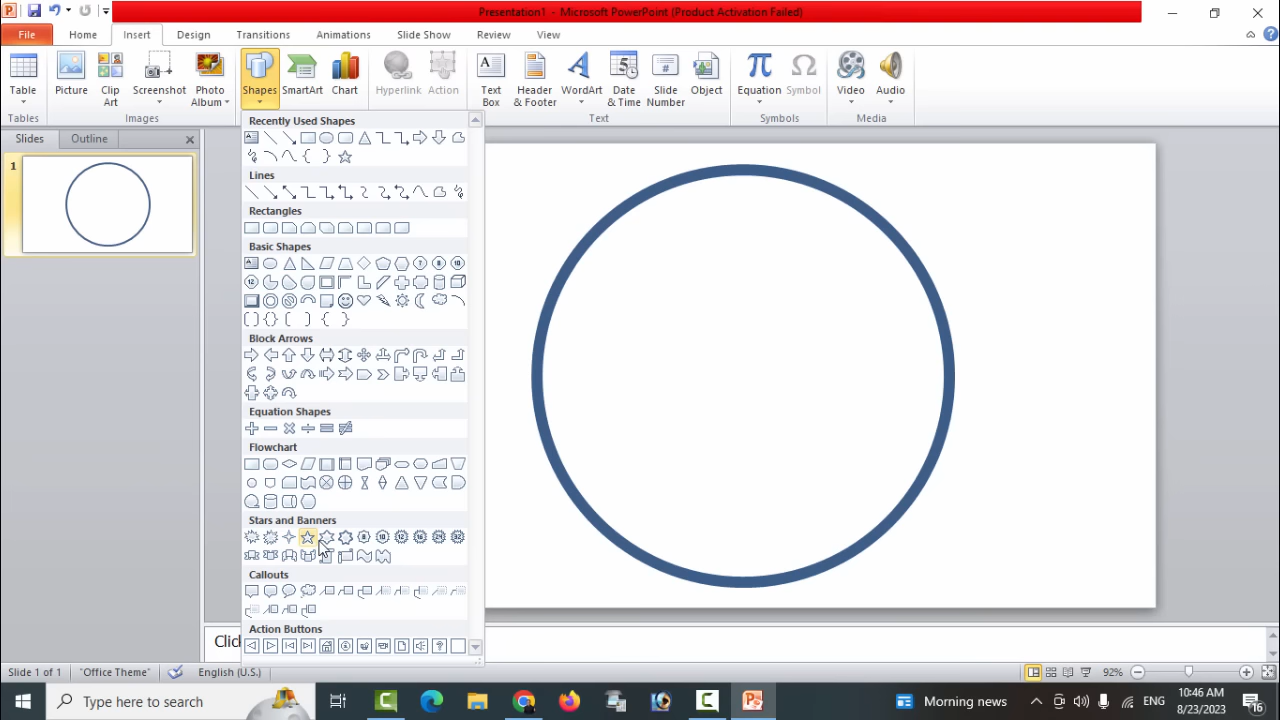 Presentation1 - Microsoft PowerPoint (Product Activation Failed)
File Home Insert Design Transitions Animations Slide Show Review View
Table Picture Clip Art Screenshot Photo Album Shapes SmartArt Chart Hyperlink Action Text Box Header & Footer WordArt Date & Time Slide Number Object Equation Symbol Video Audio
Tables Images Text Symbols Media
Slides Outline
1
Recently Used Shapes
Lines
Rectangles
Basic Shapes
Block Arrows
Equation Shapes
Flowchart
Stars and Banners
Callouts
Action Buttons
Clic
Slide 1 of 1 "Office Theme" English (U.S.) 92%
Type here to search Morning news ENG 10:46 AM
8/23/2023 16